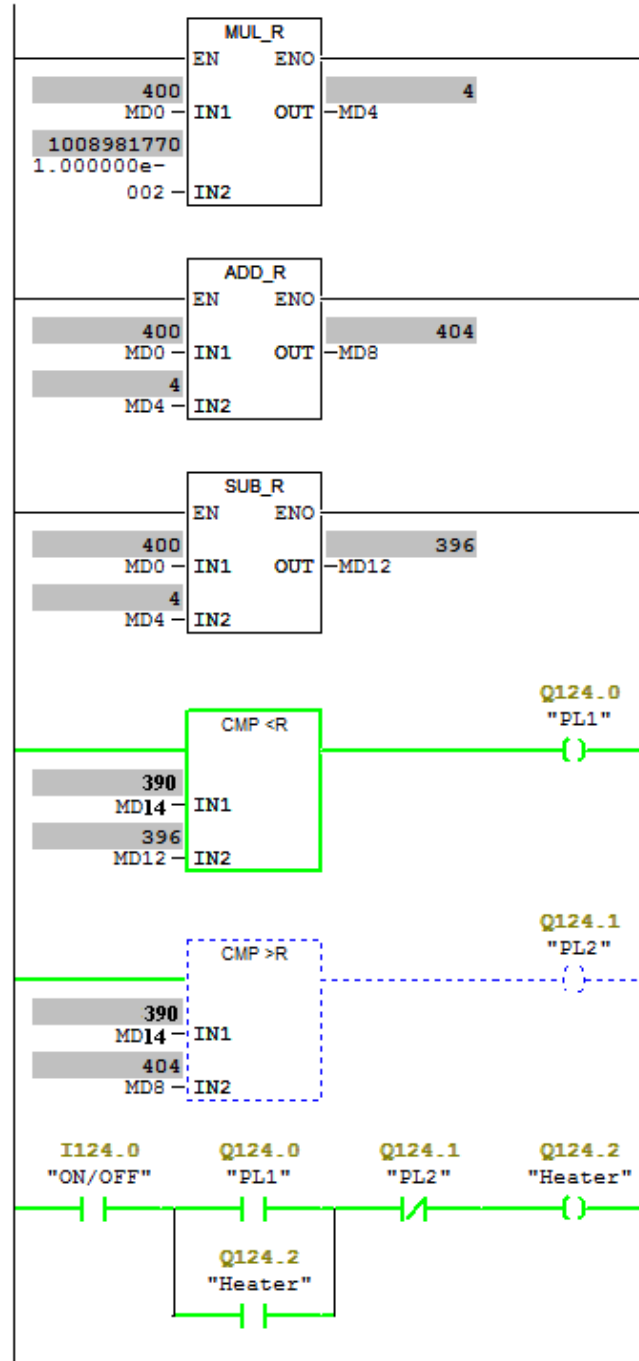 MUL_R
EN ENO
400 4
MD0 IN1 OUT MD4
1008981770
1.000000e-
002 IN2
ADD_R
EN ENO
400 404
MD0 IN1 OUT MD8
4
MD4 IN2
SUB_R
EN ENO
400 396
MD0 IN1 OUT MD12
4
MD4 IN2
Q124.0
CMP <R "PL1"
390
MD14 IN1
396
MD12 IN2
Q124.1
CMP >R "PL2"
390
MD14 IN1
404
MD8 IN2
I124.0 Q124.0 Q124.1 Q124.2
"ON/OFF" "PL1" "PL2" "Heater"
Q124.2
"Heater"